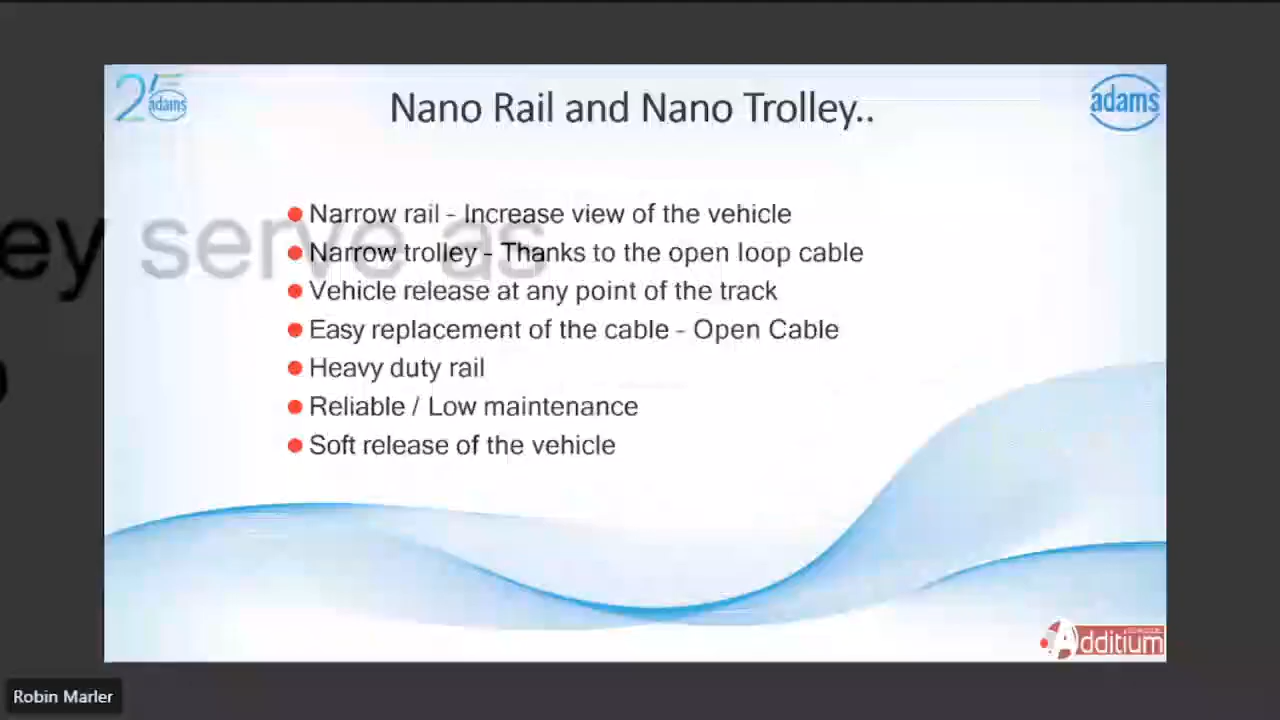 25 adams
adams
Nano Rail and Nano Trolley..
ey serve as
Narrow rail - Increase view of the vehicle
Narrow trolley - Thanks to the open loop cable
Vehicle release at any point of the track
Easy replacement of the cable - Open Cable
Heavy duty rail
Reliable / Low maintenance
Soft release of the vehicle
Additium
Robin Marler